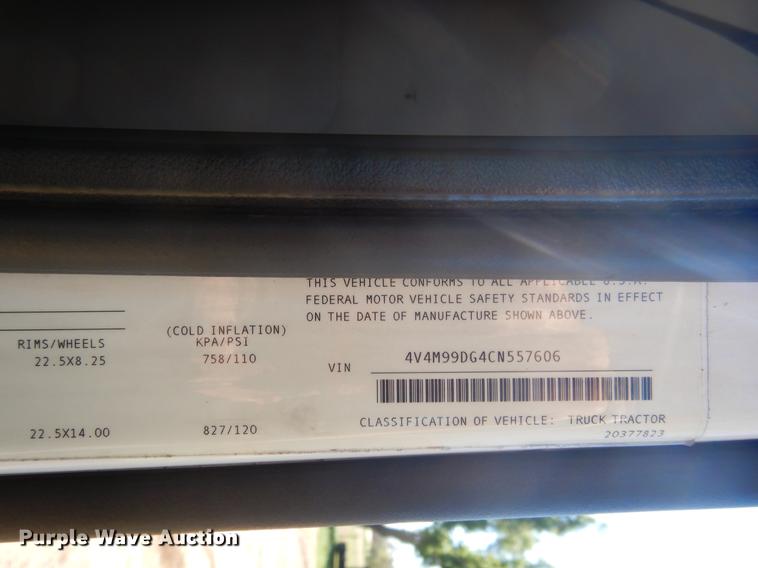 THIS VEHICLE CONFORMS TO ALL APPLICABLE U.S.A.
FEDERAL MOTOR VEHICLE SAFETY STANDARDS IN EFFECT
ON THE DATE OF MANUFACTURE SHOWN ABOVE.
(COLD INFLATION)
RIMS/WHEELS KPA/PSI
22.5X8.25 758/110
VIN 4V4M99DG4CN557606
CLASSIFICATION OF VEHICLE: TRUCK TRACTOR
22.5X14.00 827/120
20377823
Purple Wave Auction